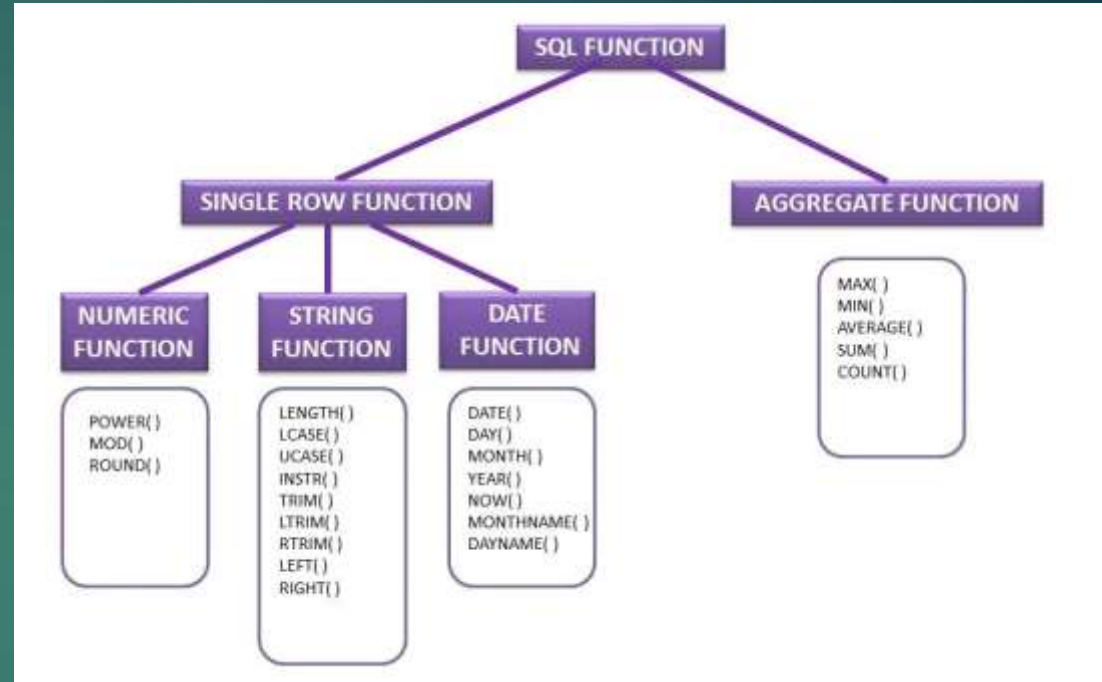 SQL FUNCTION
SINGLE ROW FUNCTION
AGGREGATE FUNCTION
NUMERIC
FUNCTION
STRING
FUNCTION
DATE
FUNCTION
POWER( )
MOD( )
ROUND( )
LENGTH( )
LCASE( )
UCASE( )
INSTR( )
TRIM( )
LTRIM( )
RTRIM( )
LEFT( )
RIGHT( )
DATE( )
DAY( )
MONTH( )
YEAR( )
NOW( )
MONTHNAME( )
DAYNAME( )
MAX( )
MIN( )
AVERAGE( )
SUM( )
COUNT( )